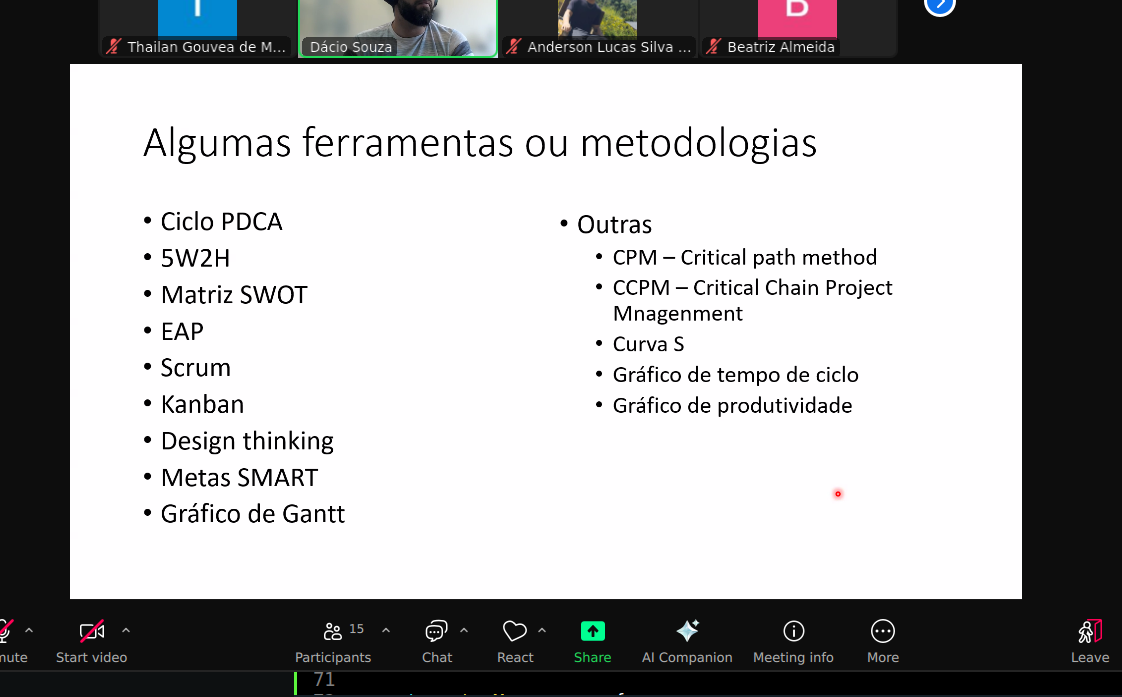 T
B
Thailan Gouvea de M...
Dácio Souza
Anderson Lucas Silva ...
Beatriz Almeida
Algumas ferramentas ou metodologias
• Ciclo PDCA
• 5W2H
• Matriz SWOT
• EAP
• Scrum
• Kanban
• Design thinking
• Metas SMART
• Gráfico de Gantt
• Outras
• CPM – Critical path method
• CCPM – Critical Chain Project
Mnagenment
• Curva S
• Gráfico de tempo de ciclo
• Gráfico de produtividade
15
mute
Start video
Participants
Chat
React
Share
AI Companion
Meeting info
More
Leave
71